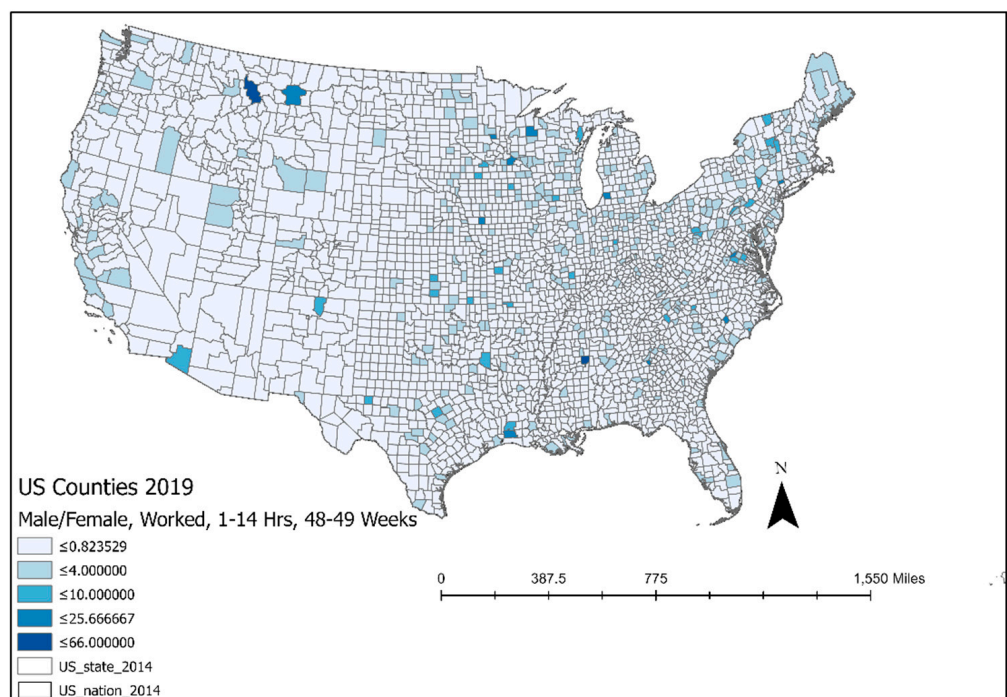 N
US Counties 2019
Male/Female, Worked, 1-14 Hrs, 48-49 Weeks
≤0.823529
≤4.000000
≤10.000000
≤25.666667
≤66.000000
US_state_2014
US_nation_2014
0 387.5 775 1,550 Miles